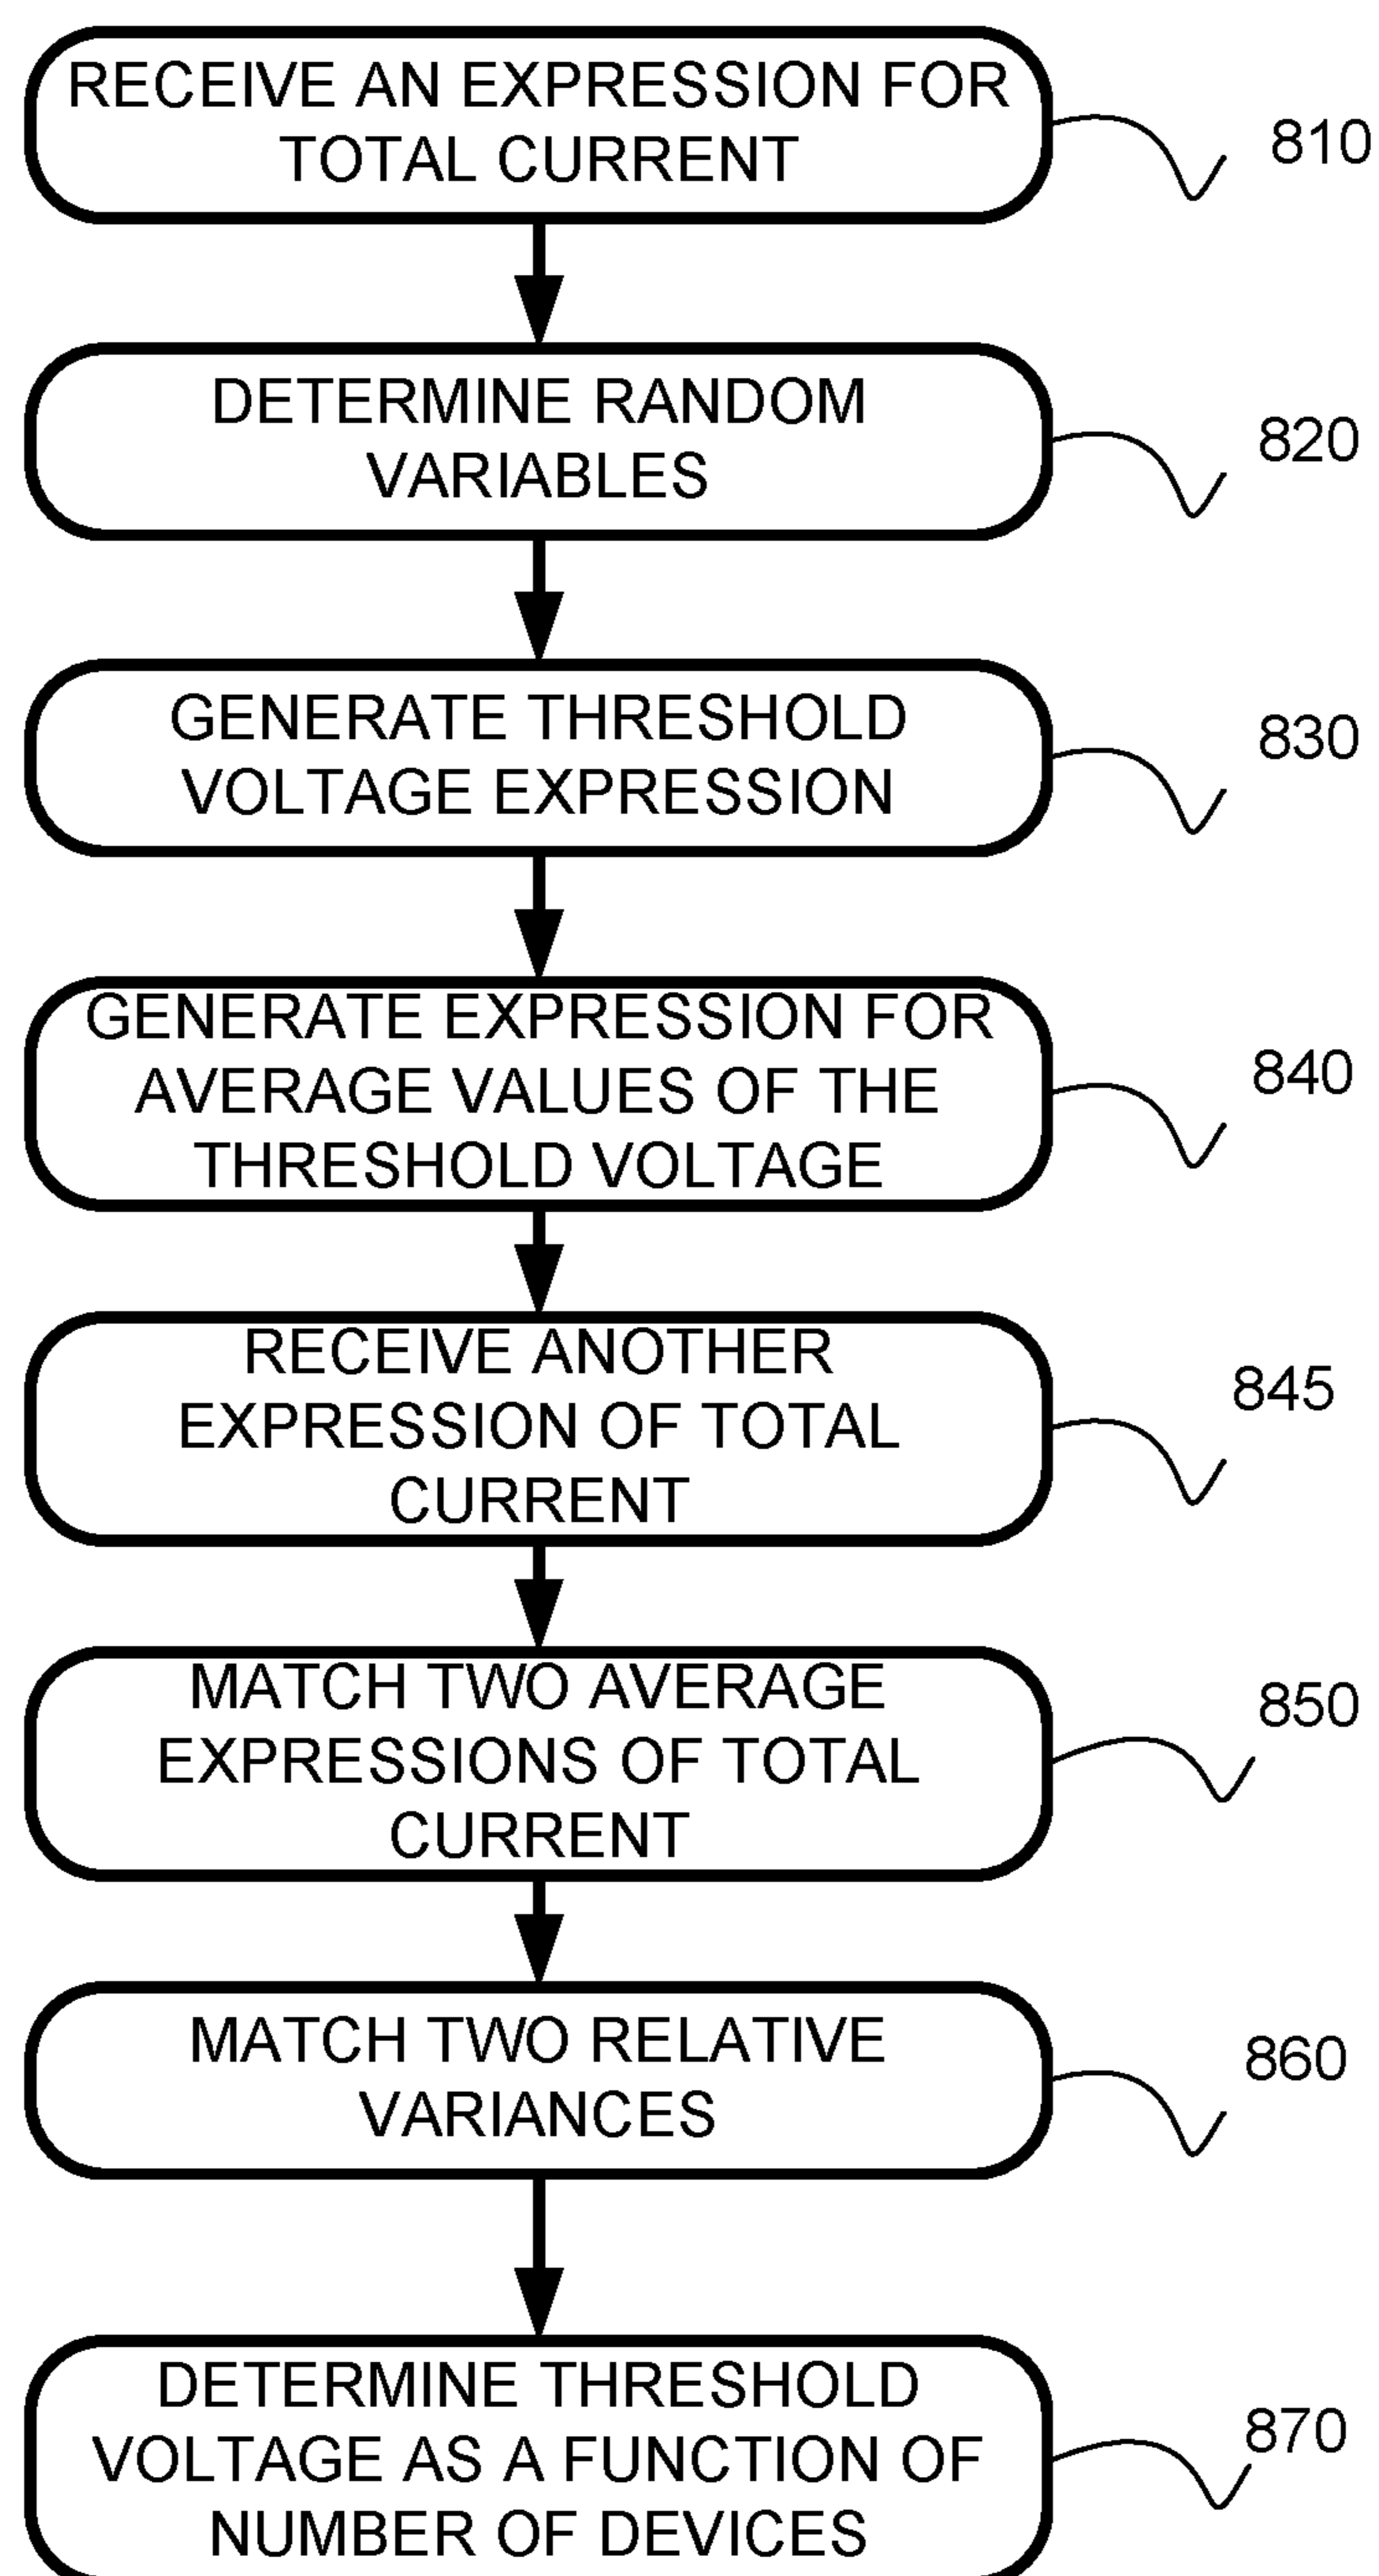 RECEIVE AN EXPRESSION FOR
TOTAL CURRENT
810
DETERMINE RANDOM
VARIABLES
820
GENERATE THRESHOLD
VOLTAGE EXPRESSION
830
GENERATE EXPRESSION FOR
AVERAGE VALUES OF THE
THRESHOLD VOLTAGE
840
RECEIVE ANOTHER
EXPRESSION OF TOTAL
CURRENT
845
MATCH TWO AVERAGE
EXPRESSIONS OF TOTAL
CURRENT
850
MATCH TWO RELATIVE
VARIANCES
860
DETERMINE THRESHOLD
VOLTAGE AS A FUNCTION OF
NUMBER OF DEVICES
870